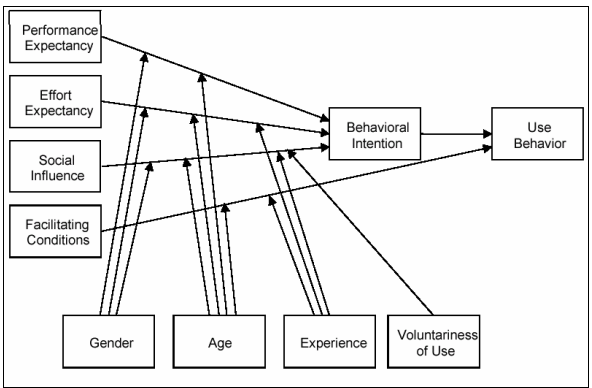 Performance
Expectancy
Effort
Expectancy
Social
Influence
Facilitating
Conditions
Behavioral
Intention
Use
Behavior
Gender
Age
Experience
Voluntariness
of Use